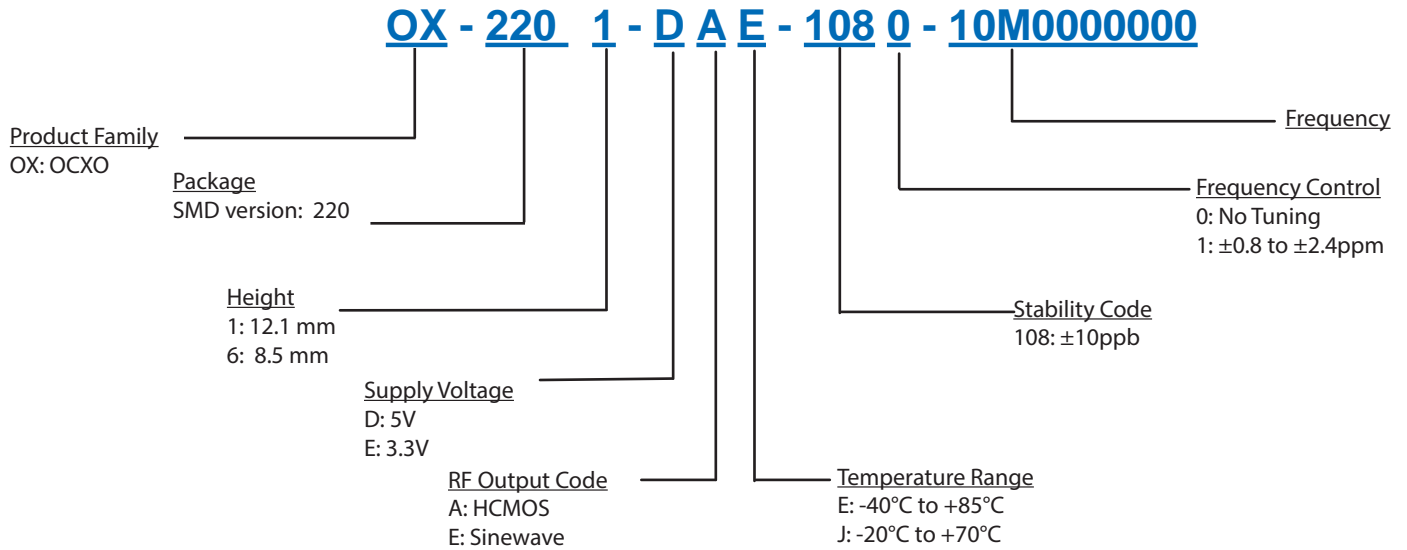 OX - 220 1 - D A E - 108 0 - 10M0000000
Product Family
OX: OCXO
Package
SMD version: 220
Height
1: 12.1 mm
6: 8.5 mm
Supply Voltage
D: 5V
E: 3.3V
RF Output Code
A: HCMOS
E: Sinewave
Temperature Range
E: -40°C to +85°C
J: -20°C to +70°C
Stability Code
108: ±10ppb
Frequency Control
0: No Tuning
1: ±0.8 to ±2.4ppm
Frequency